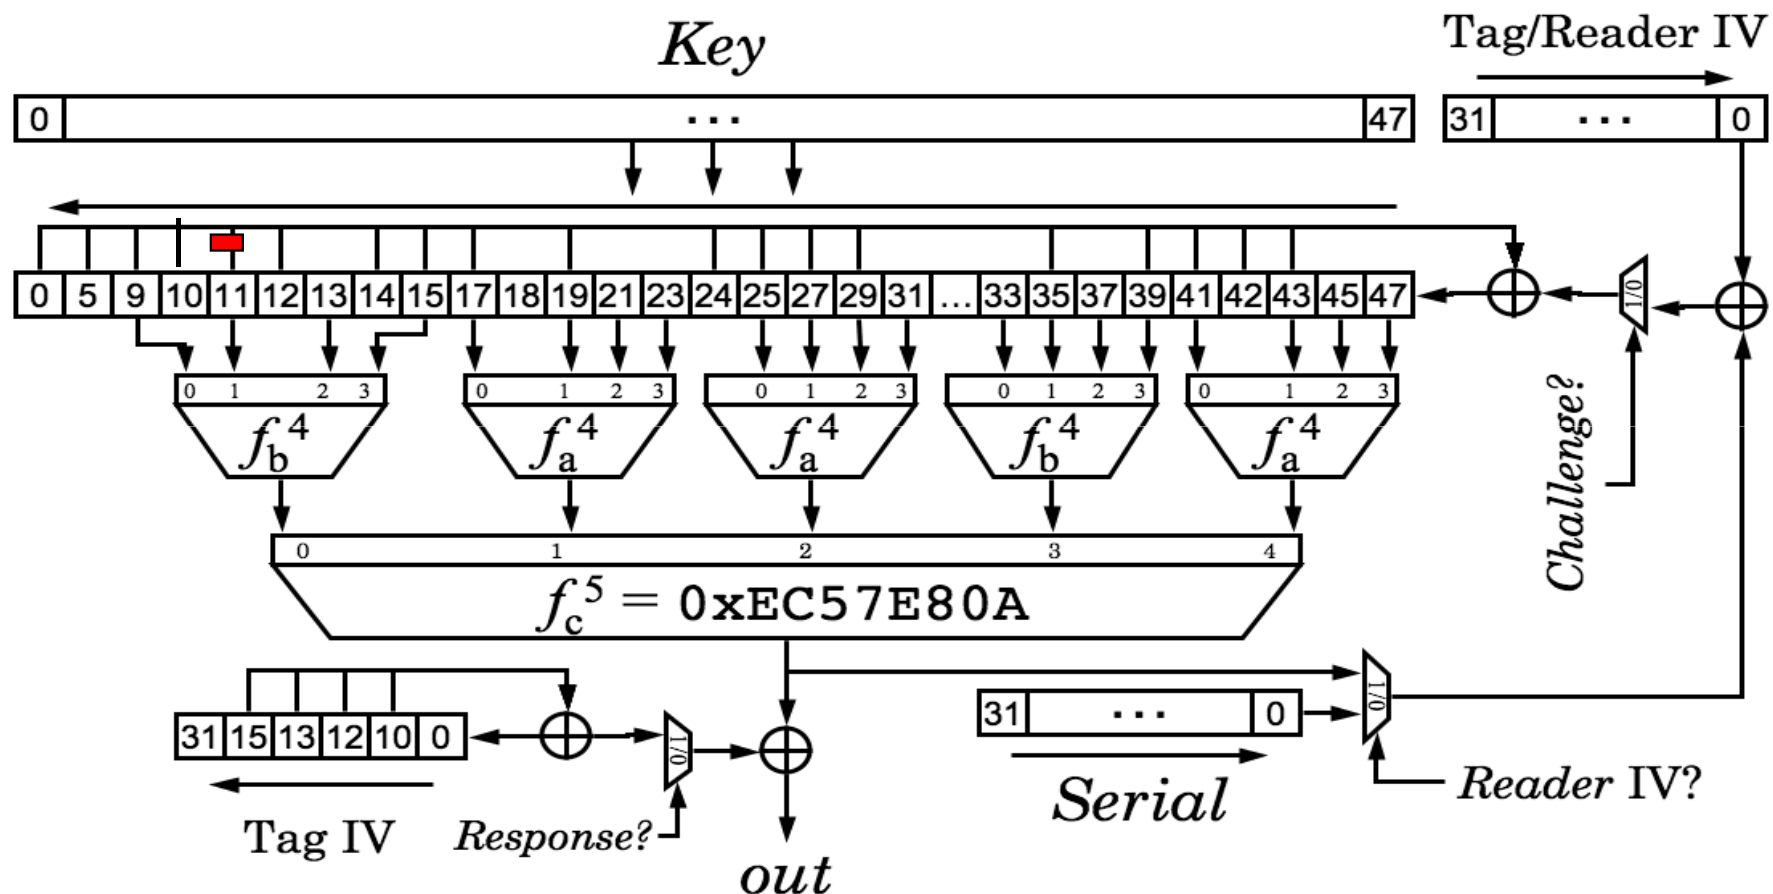 Key
Tag/Reader IV
0 ... 47
31 ... 0
0 5 9 10 11 12 13 14 15 17 18 19 21 23 24 25 27 29 31 ... 33 35 37 39 41 42 43 45 47
1/0
0 1 2 3
0 1 2 3
0 1 2 3
0 1 2 3
0 1 2 3
f_b^4
f_a^4
f_a^4
f_b^4
f_a^4
Challenge?
0 1 2 3 4
f_c^5 = 0xEC57E80A
31 15 13 12 10 0
1/0
31 ... 0
1/0
Tag IV
Response?
Serial
Reader IV?
out